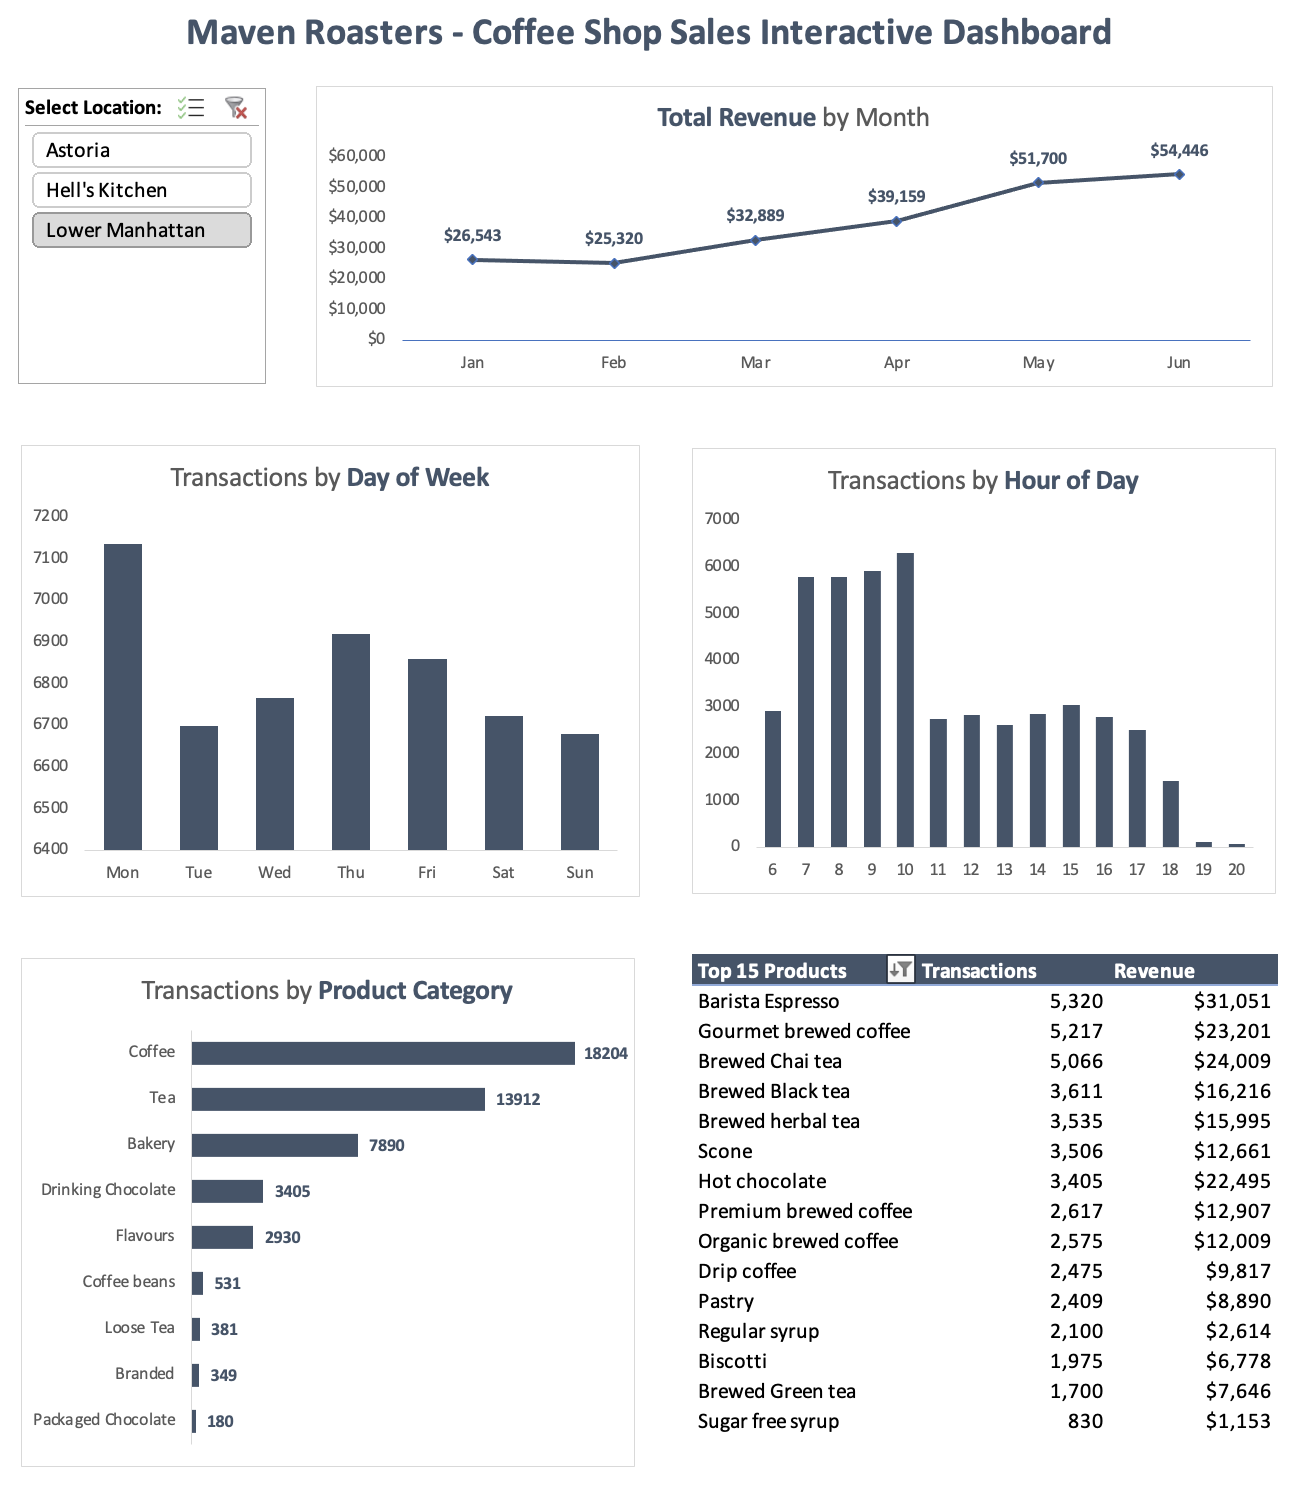 Maven Roasters - Coffee Shop Sales Interactive Dashboard
Select Location:
Astoria
Hell's Kitchen
Lower Manhattan
Total Revenue by Month
$60,000
$50,000
$40,000
$30,000
$20,000
$10,000
$0
$26,543
$25,320
$32,889
$39,159
$51,700
$54,446
Jan Feb Mar Apr May Jun
Transactions by Day of Week
7200
7100
7000
6900
6800
6700
6600
6500
6400
Mon Tue Wed Thu Fri Sat Sun
Transactions by Hour of Day
7000
6000
5000
4000
3000
2000
1000
0
6 7 8 9 10 11 12 13 14 15 16 17 18 19 20
Transactions by Product Category
Coffee 18204
Tea 13912
Bakery 7890
Drinking Chocolate 3405
Flavours 2930
Coffee beans 531
Loose Tea 381
Branded 349
Packaged Chocolate 180
Top 15 Products Transactions Revenue
Barista Espresso 5,320 $31,051
Gourmet brewed coffee 5,217 $23,201
Brewed Chai tea 5,066 $24,009
Brewed Black tea 3,611 $16,216
Brewed herbal tea 3,535 $15,995
Scone 3,506 $12,661
Hot chocolate 3,405 $22,495
Premium brewed coffee 2,617 $12,907
Organic brewed coffee 2,575 $12,009
Drip coffee 2,475 $9,817
Pastry 2,409 $8,890
Regular syrup 2,100 $2,614
Biscotti 1,975 $6,778
Brewed Green tea 1,700 $7,646
Sugar free syrup 830 $1,153